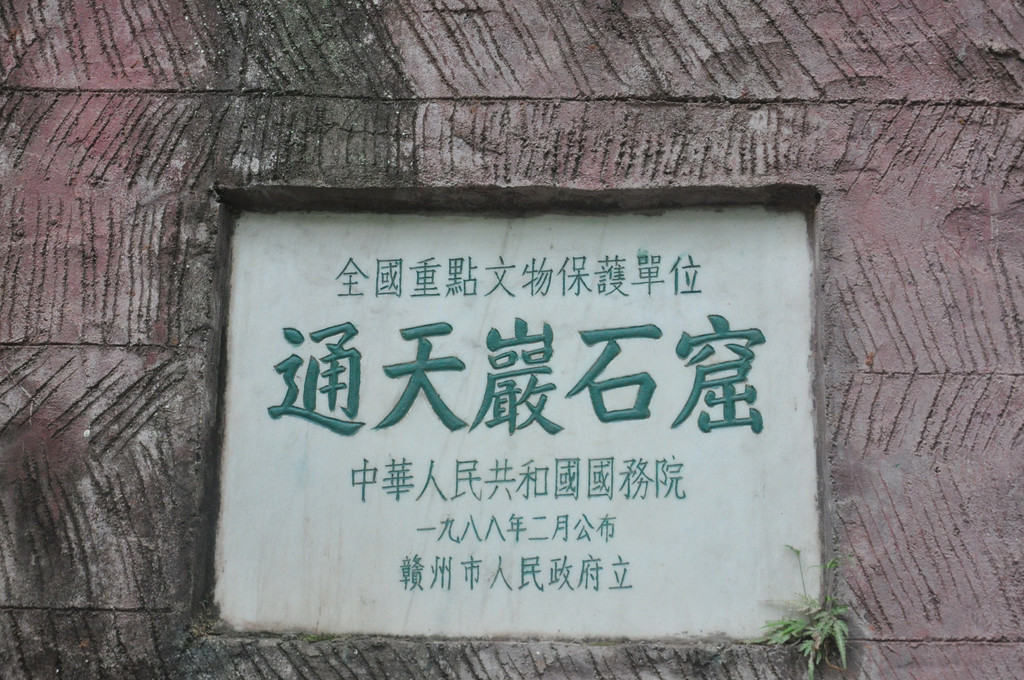 全國重點文物保護單位
通天巖石窟
中華人民共和國國務院
一九八八年二月公布
贛州市人民政府立